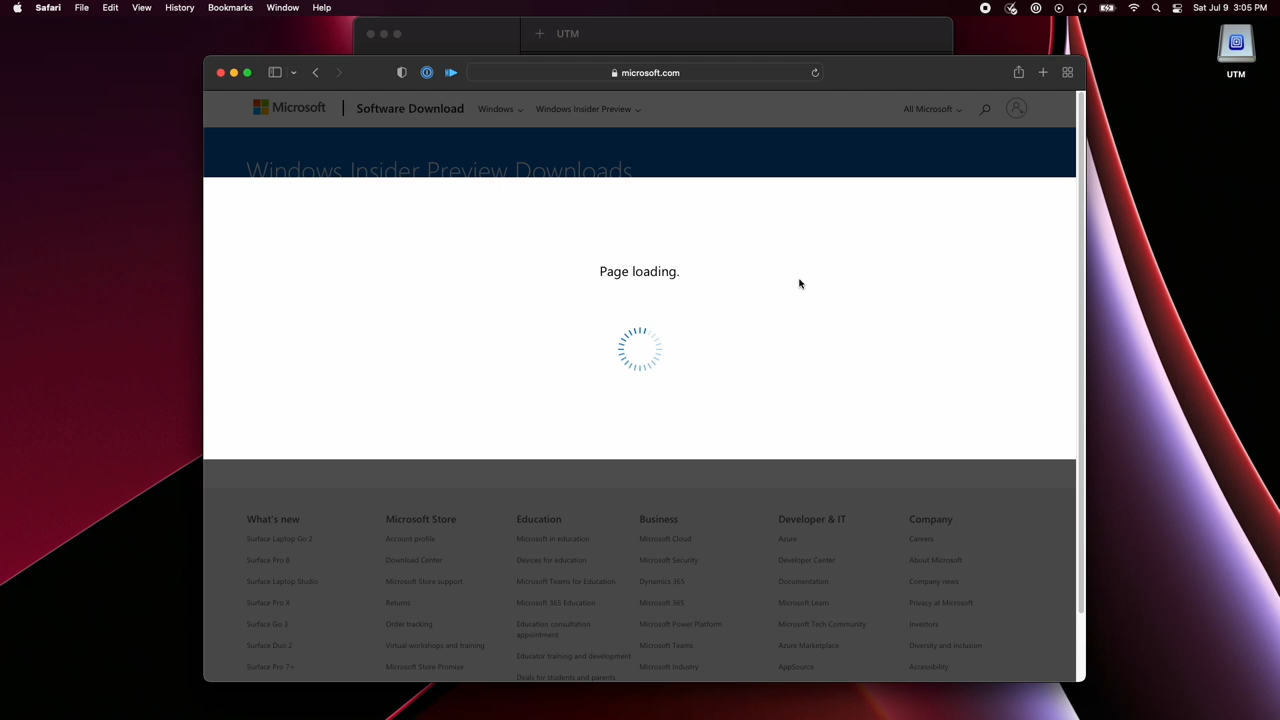 Safari File Edit View History Bookmarks Window Help Sat Jul 9 3:05 PM
UTM
UTM
microsoft.com
Microsoft Software Download Windows Windows Insider Preview All Microsoft
Windows Insider Preview Downloads
Page loading.
What's new
Surface Laptop Go 2
Surface Pro 8
Surface Laptop Studio
Surface Pro X
Surface Go 3
Surface Duo 2
Surface Pro 7+
Microsoft Store
Account profile
Download Center
Microsoft Store support
Returns
Order tracking
Virtual workshops and training
Microsoft Store Promise
Education
Microsoft in education
Devices for education
Microsoft Teams for Education
Microsoft 365 Education
Education consultation
appointment
Educator training and development
Deals for students and parents
Business
Microsoft Cloud
Microsoft Security
Dynamics 365
Microsoft 365
Microsoft Power Platform
Microsoft Teams
Microsoft Industry
Developer & IT
Azure
Developer Center
Documentation
Microsoft Learn
Microsoft Tech Community
Azure Marketplace
AppSource
Company
Careers
About Microsoft
Company news
Privacy at Microsoft
Investors
Diversity and inclusion
Accessibility